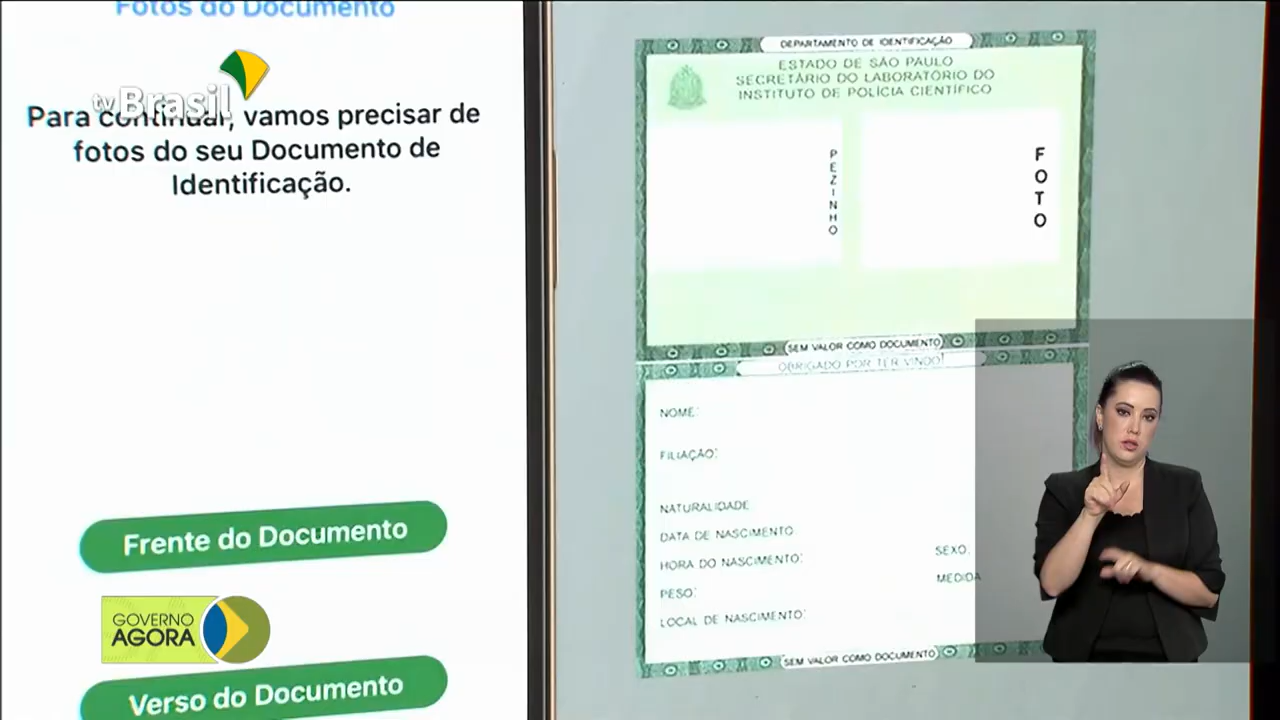 Fotos do Documento
tv Brasil
Para continuar, vamos precisar de
fotos do seu Documento de
Identificação.
Frente do Documento
GOVERNO
AGORA
Verso do Documento
DEPARTAMENTO DE IDENTIFICAÇÃO
ESTADO DE SÃO PAULO
SECRETÁRIO DO LABORATÓRIO DO
INSTITUTO DE POLÍCIA CIENTÍFICO
PEZINHO
FOTO
SEM VALOR COMO DOCUMENTO
OBRIGADO POR TER VINDO!
NOME:
FILIAÇÃO:
NATURALIDADE
DATA DE NASCIMENTO
HORA DO NASCIMENTO:
SEXO:
PESO:
MEDIDA
LOCAL DE NASCIMENTO:
SEM VALOR COMO DOCUMENTO